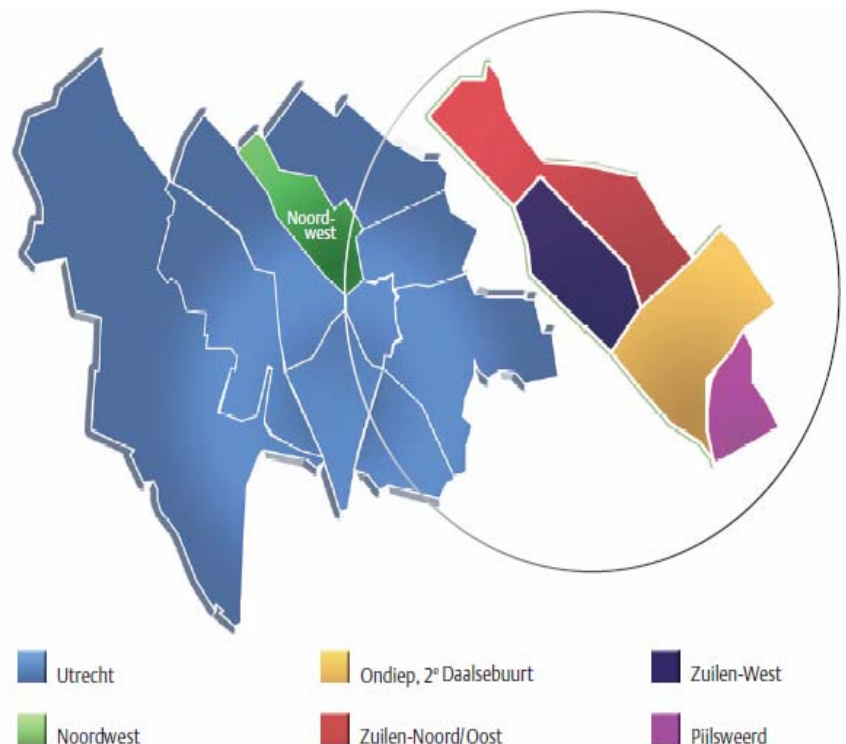 Noord-
west
Utrecht
Ondiep, 2ᵉ Daalsebuurt
Zuilen-West
Noordwest
Zuilen-Noord/Oost
Pijlsweerd